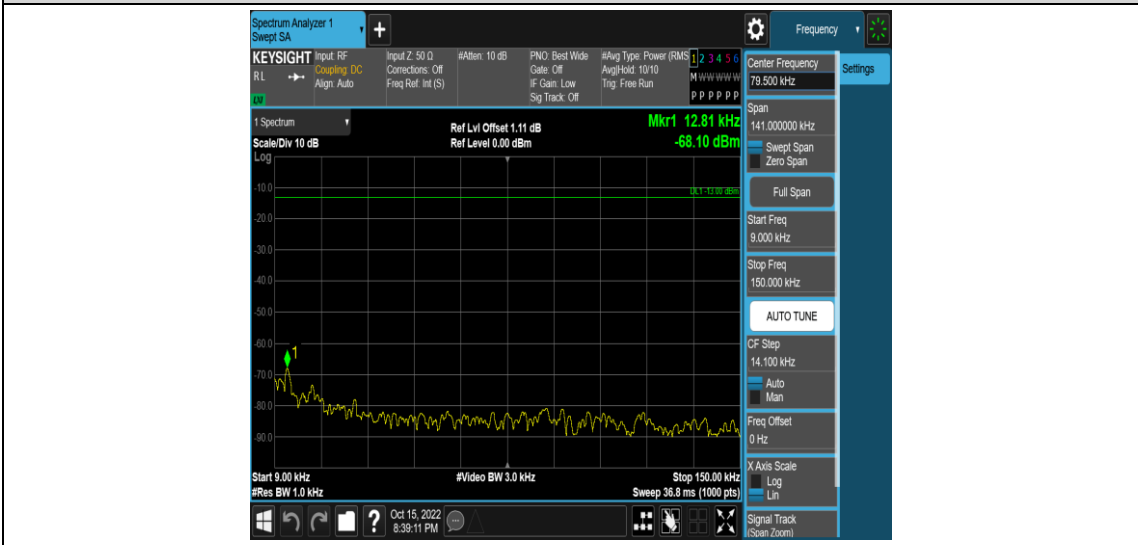 Spectrum Analyzer 1
Swept SA
+
Frequency
KEYSIGHT
RL
LXI
Input: RF
Coupling: DC
Align: Auto
Input Z: 50 Ω
Corrections: Off
Freq Ref: Int (S)
#Atten: 10 dB
PNO: Best Wide
Gate: Off
IF Gain: Low
Sig Track: Off
#Avg Type: Power (RMS
Avg|Hold: 10/10
Trig: Free Run
1 2 3 4 5 6
M W W W W W
P P P P P P
Center Frequency
79.500 kHz
Settings
Span
141.000000 kHz
Swept Span
Zero Span
Full Span
Start Freq
9.000 kHz
Stop Freq
150.000 kHz
AUTO TUNE
CF Step
14.100 kHz
Auto
Man
Freq Offset
0 Hz
X Axis Scale
Log
Lin
Signal Track
(Span Zoom)
1 Spectrum
Scale/Div 10 dB
Log
Ref Lvl Offset 1.11 dB
Ref Level 0.00 dBm
Mkr1 12.81 kHz
-68.10 dBm
DL1 -13.00 dBm
-10.0
-20.0
-30.0
-40.0
-50.0
-60.0
-70.0
-80.0
-90.0
1
Start 9.00 kHz
#Res BW 1.0 kHz
#Video BW 3.0 kHz
Stop 150.00 kHz
Sweep 36.8 ms (1000 pts)
?
Oct 15, 2022
8:39:11 PM